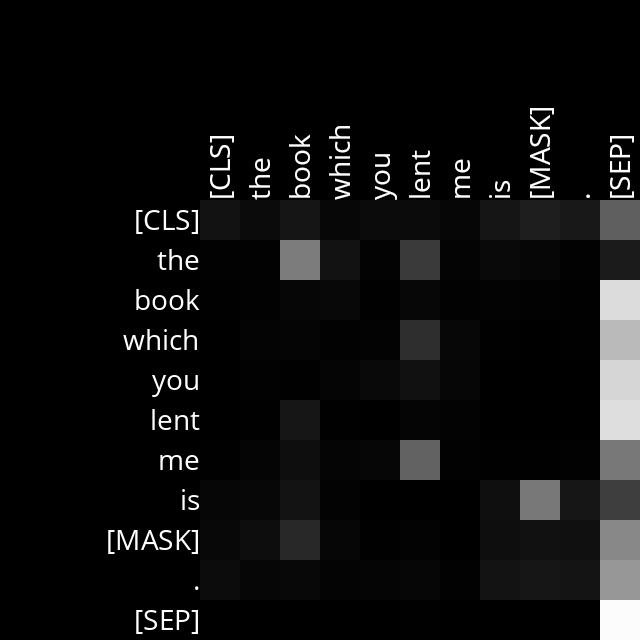 [CLS] the book which you lent me is [MASK] . [SEP]
[CLS]
the
book
which
you
lent
me
is
[MASK]
.
[SEP]